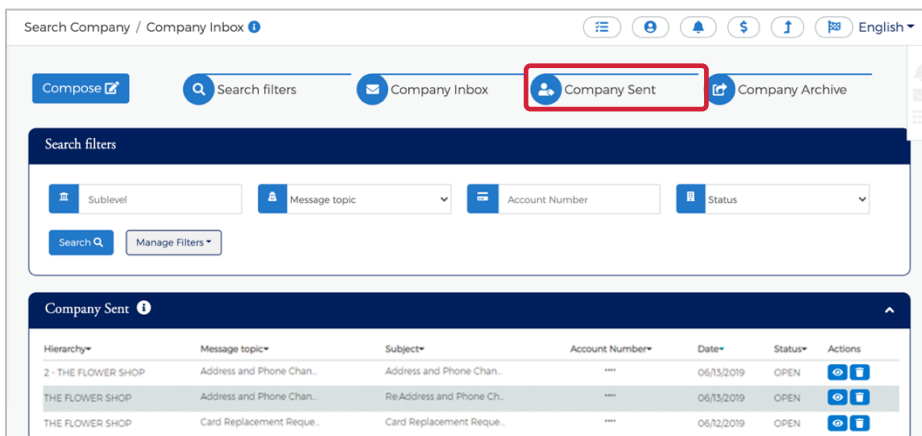 Search Company / Company Inbox
English
Compose
Search filters
Company Inbox
Company Sent
Company Archive
Search filters
Sublevel
Message topic
Account Number
Status
Search
Manage Filters
Company Sent
Hierarchy Message topic Subject Account Number Date Status Actions
2 - THE FLOWER SHOP Address and Phone Chan... Address and Phone Chan... **** 06/13/2019 OPEN
THE FLOWER SHOP Address and Phone Chan... Re:Address and Phone Ch... **** 06/13/2019 OPEN
THE FLOWER SHOP Card Replacement Reque... Card Replacement Reque... **** 06/12/2019 OPEN